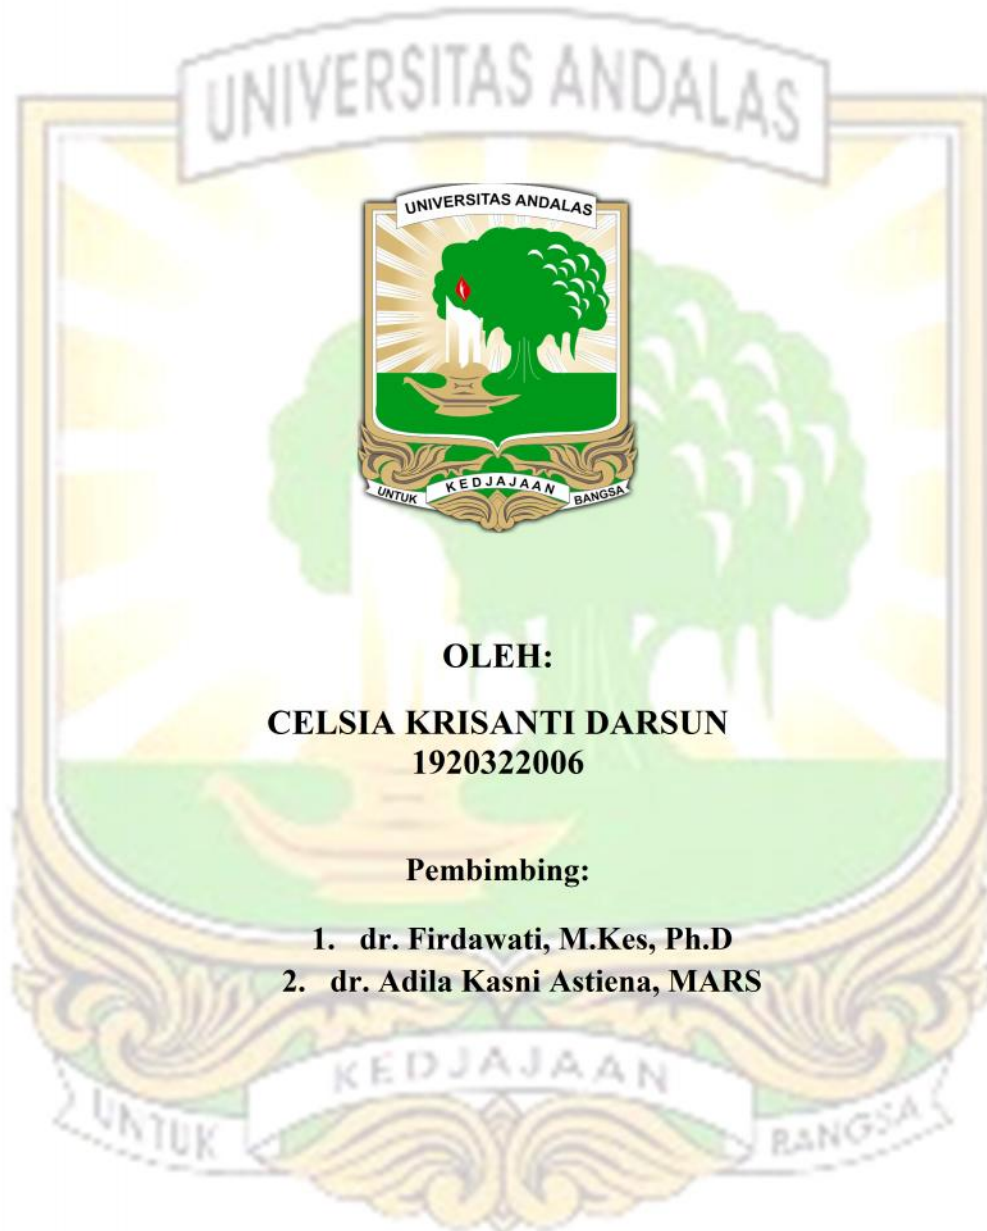 UNIVERSITAS ANDALAS
UNIVERSITAS ANDALAS
UNTUK KEDJAJAAN BANGSA
OLEH:
CELSIA KRISANTI DARSUN
1920322006
Pembimbing:
1. dr. Firdawati, M.Kes, Ph.D
2. dr. Adila Kasni Astiena, MARS
UNTUK KEDJAJAAN BANGSA